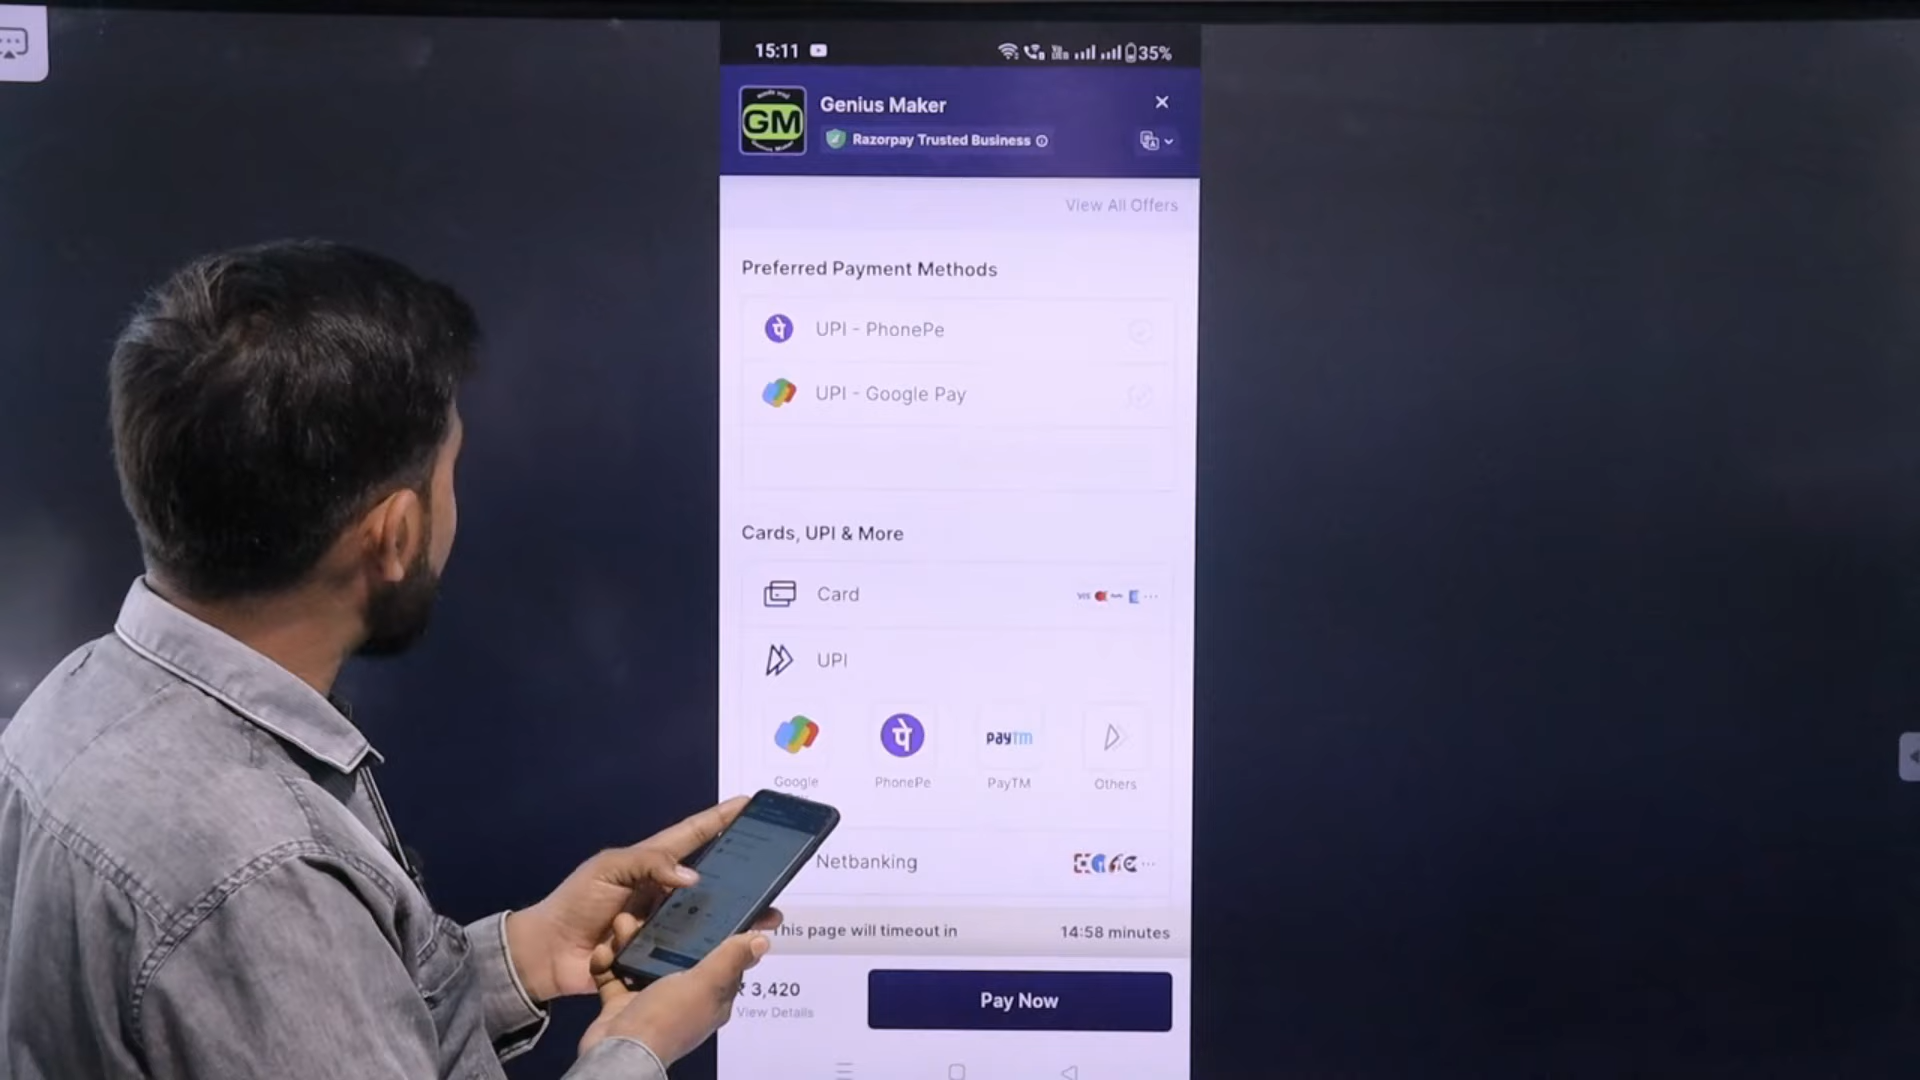 15:11
35%
GM
Genius Maker
Razorpay Trusted Business
View All Offers
Preferred Payment Methods
पे UPI - PhonePe
UPI - Google Pay
Cards, UPI & More
Card
UPI
पे
paytm
Google
PhonePe
PayTM
Others
Netbanking
This page will timeout in
14:58 minutes
₹ 3,420
View Details
Pay Now